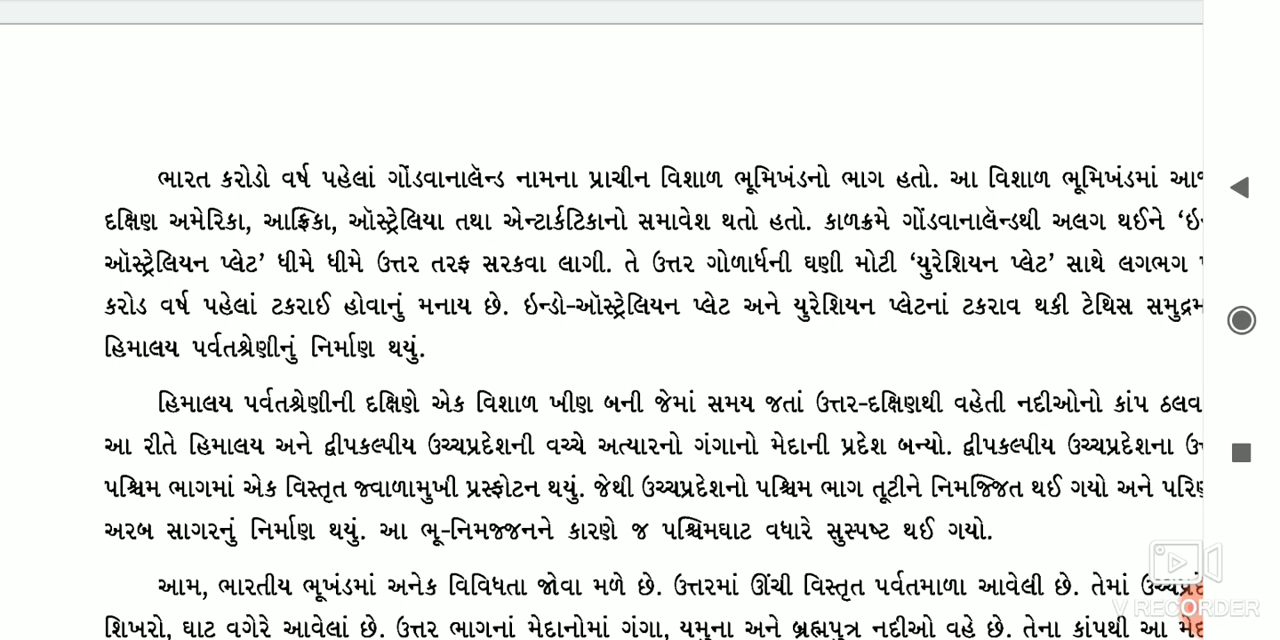 ભારત કરોડો વર્ષ પહેલાં ગોંડવાનાલૅન્ડ નામના પ્રાચીન વિશાળ ભૂમિખંડનો ભાગ હતો. આ વિશાળ ભૂમિખંડમાં
દક્ષિણ અમેરિકા, આફ્રિકા, ઑસ્ટ્રેલિયા તથા એન્ટાર્કટિકાનો સમાવેશ થતો હતો. કાળક્રમે ગોંડવાનાલૅન્ડથી અલગ થઈને
ઑસ્ટ્રેલિયન પ્લેટ’ ધીમે ધીમે ઉત્તર તરફ સરકવા લાગી. તે ઉત્તર ગોળાર્ધની ઘણી મોટી ‘યુરેશિયન પ્લેટ’ સાથે લગભગ
કરોડ વર્ષ પહેલાં ટકરાઈ હોવાનું મનાય છે. ઇન્ડો-ઑસ્ટ્રેલિયન પ્લેટ અને યુરેશિયન પ્લેટનાં ટકરાવ થકી ટેથિસ
હિમાલય પર્વતશ્રેણીનું નિર્માણ થયું.
હિમાલય પર્વતશ્રેણીની દક્ષિણે એક વિશાળ ખીણ બની જેમાં સમય જતાં ઉત્તર-દક્ષિણથી વહેતી નદીઓનો કાંપ
આ રીતે હિમાલય અને દ્વીપકલ્પીય ઉચ્ચપ્રદેશની વચ્ચે અત્યારનો ગંગાનો મેદાની પ્રદેશ બન્યો. દ્વીપકલ્પીય ઉચ્ચપ્રદેશના
પશ્ચિમ ભાગમાં એક વિસ્તૃત જ્વાળામુખી પ્રસ્ફોટન થયું. જેથી ઉચ્ચપ્રદેશનો પશ્ચિમ ભાગ તૂટીને નિમજ્જિત થઈ ગયો અને
અરબ સાગરનું નિર્માણ થયું. આ ભૂ-નિમજ્જનને કારણે જ પશ્ચિમઘાટ વધારે સુસ્પષ્ટ થઈ ગયો.
આમ, ભારતીય ભૂખંડમાં અનેક વિવિધતા જોવા મળે છે. ઉત્તરમાં ઊંચી વિસ્તૃત પર્વતમાળા આવેલી છે. તેમાં
શિખરો, ઘાટ વગેરે આવેલાં છે. ઉત્તર ભાગનાં મેદાનોમાં ગંગા, યમુના અને બ્રહ્મપુત્ર નદીઓ વહે છે. તેના કાંપથી આ
V RECORDER